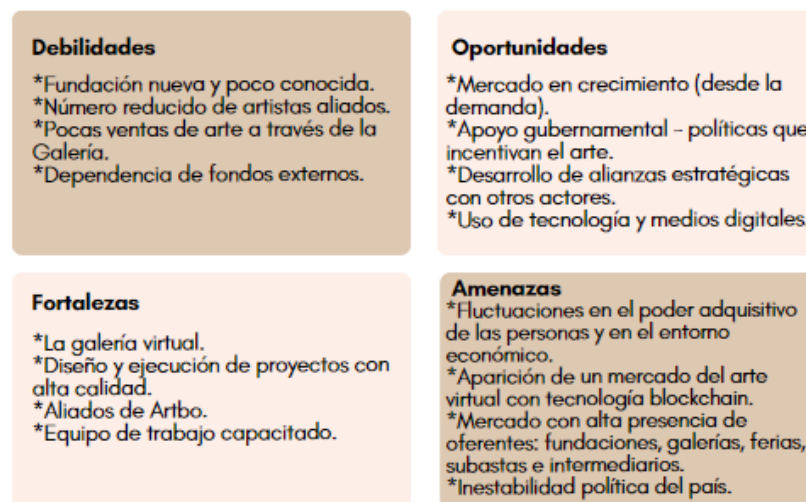 Debilidades
*Fundación nueva y poco conocida.
*Número reducido de artistas aliados.
*Pocas ventas de arte a través de la
Galería.
*Dependencia de fondos externos.
Oportunidades
*Mercado en crecimiento (desde la
demanda).
*Apoyo gubernamental - políticas que
incentivan el arte.
*Desarrollo de alianzas estratégicas
con otros actores.
*Uso de tecnología y medios digitales.
Fortalezas
*La galería virtual.
*Diseño y ejecución de proyectos con
alta calidad.
*Aliados de Artbo.
*Equipo de trabajo capacitado.
Amenazas
*Fluctuaciones en el poder adquisitivo
de las personas y en el entorno
económico.
*Aparición de un mercado del arte
virtual con tecnología blockchain.
*Mercado con alta presencia de
oferentes: fundaciones, galerías, ferias,
subastas e intermediarios.
*Inestabilidad política del país.